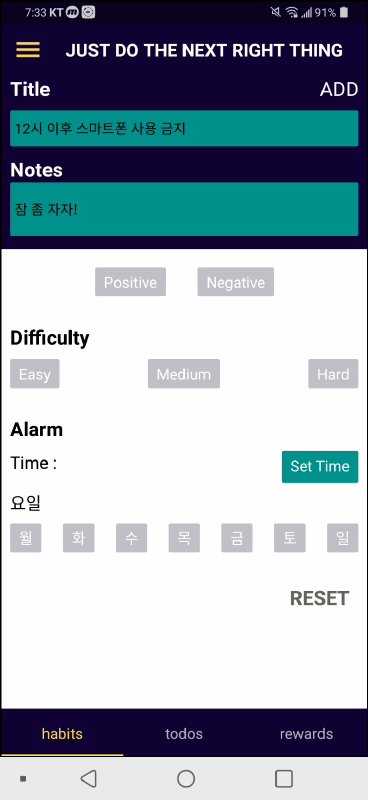 7:33 KT 91%
JUST DO THE NEXT RIGHT THING
Title ADD
12시 이후 스마트폰 사용 금지
Notes
잠 좀 자자!
Positive Negative
Difficulty
Easy Medium Hard
Alarm
Time : Set Time
요일
월 화 수 목 금 토 일
RESET
habits todos rewards